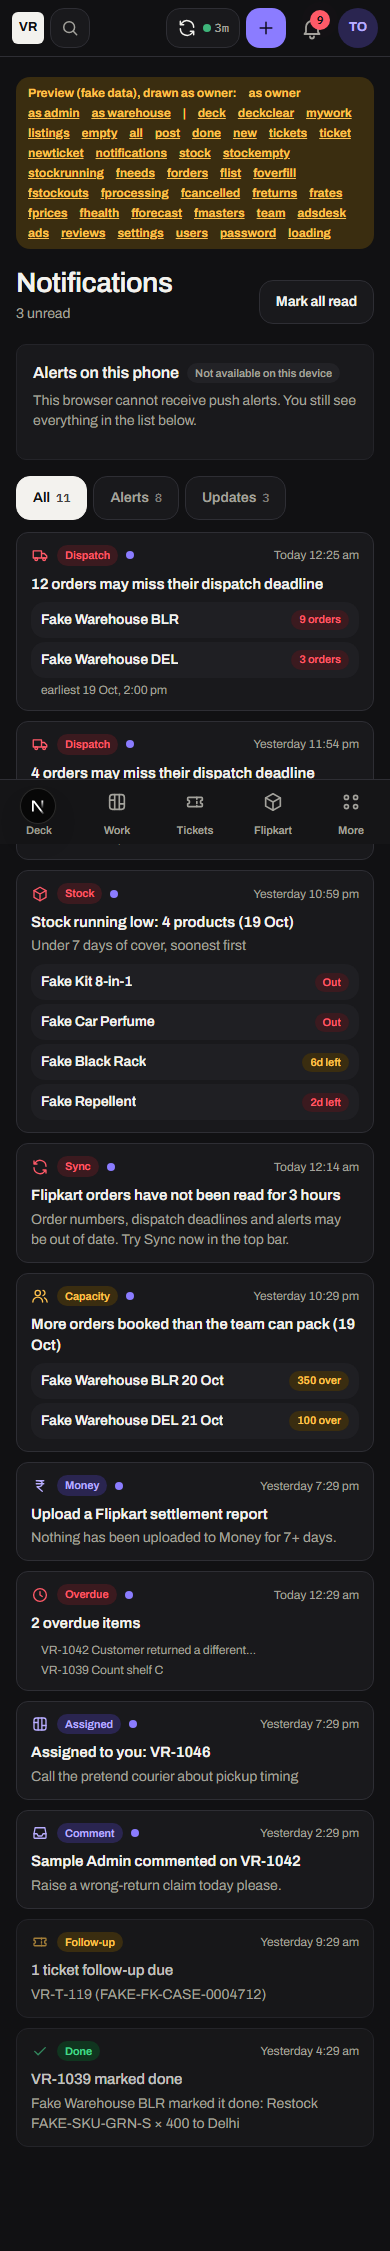 VR
3m
9
TO
Preview (fake data), drawn as owner: as owner
as admin as warehouse | deck deckclear mywork
listings empty all post done new tickets ticket
newticket notifications stock stockempty
stockrunning fneeds forders flist foverfill
fstockouts fprocessing fcancelled freturns frates
fprices fhealth fforecast fmasters team adsdesk
ads reviews settings users password loading
Notifications
3 unread
Mark all read
Alerts on this phone Not available on this device
This browser cannot receive push alerts. You still see
everything in the list below.
All 11 Alerts 8 Updates 3
Dispatch Today 12:25 am
12 orders may miss their dispatch deadline
Fake Warehouse BLR 9 orders
Fake Warehouse DEL 3 orders
earliest 19 Oct, 2:00 pm
Dispatch Yesterday 11:54 pm
4 orders may miss their dispatch deadline
N
Deck Work Tickets Flipkart More
Stock Yesterday 10:59 pm
Stock running low: 4 products (19 Oct)
Under 7 days of cover, soonest first
Fake Kit 8-in-1 Out
Fake Car Perfume Out
Fake Black Rack 6d left
Fake Repellent 2d left
Sync Today 12:14 am
Flipkart orders have not been read for 3 hours
Order numbers, dispatch deadlines and alerts may
be out of date. Try Sync now in the top bar.
Capacity Yesterday 10:29 pm
More orders booked than the team can pack (19
Oct)
Fake Warehouse BLR 20 Oct 350 over
Fake Warehouse DEL 21 Oct 100 over
₹ Money Yesterday 7:29 pm
Upload a Flipkart settlement report
Nothing has been uploaded to Money for 7+ days.
Overdue Today 12:29 am
2 overdue items
VR-1042 Customer returned a different...
VR-1039 Count shelf C
Assigned Yesterday 7:29 pm
Assigned to you: VR-1046
Call the pretend courier about pickup timing
Comment Yesterday 2:29 pm
Sample Admin commented on VR-1042
Raise a wrong-return claim today please.
Follow-up Yesterday 9:29 am
1 ticket follow-up due
VR-T-119 (FAKE-FK-CASE-0004712)
Done Yesterday 4:29 am
VR-1039 marked done
Fake Warehouse BLR marked it done: Restock
FAKE-SKU-GRN-S × 400 to Delhi